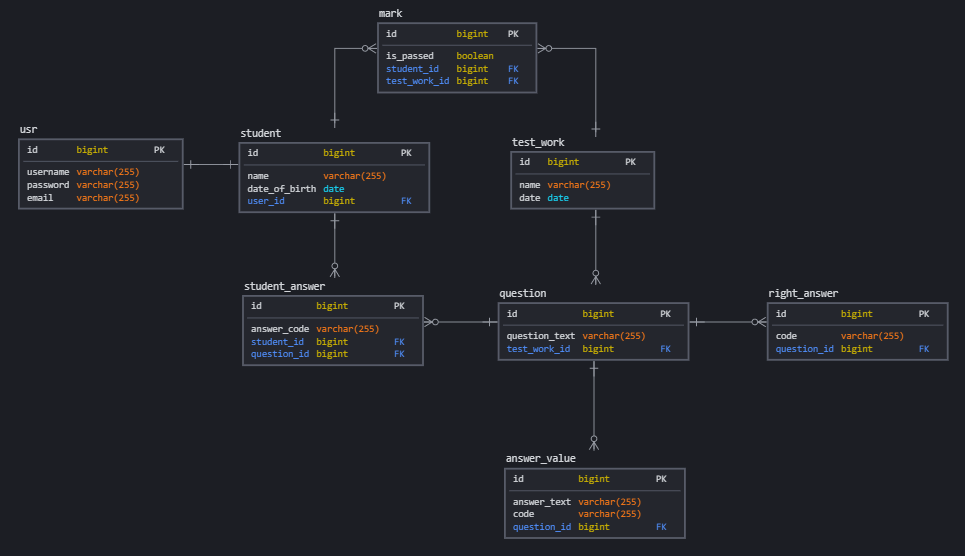 mark
id bigint PK
is_passed boolean
student_id bigint FK
test_work_id bigint FK
usr
id bigint PK
username varchar(255)
password varchar(255)
email varchar(255)
student
id bigint PK
name varchar(255)
date_of_birth date
user_id bigint FK
test_work
id bigint PK
name varchar(255)
date date
student_answer
id bigint PK
answer_code varchar(255)
student_id bigint FK
question_id bigint FK
question
id bigint PK
question_text varchar(255)
test_work_id bigint FK
right_answer
id bigint PK
code varchar(255)
question_id bigint FK
answer_value
id bigint PK
answer_text varchar(255)
code varchar(255)
question_id bigint FK